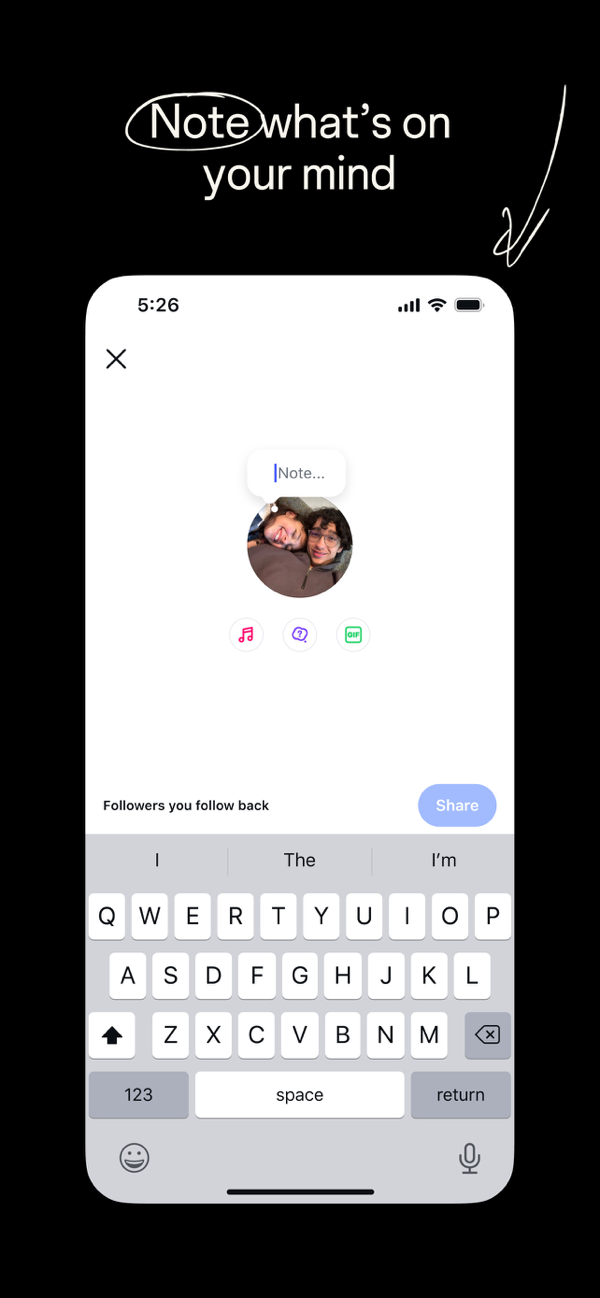 Note what’s on
your mind
5:26
Note...
?
GIF
Followers you follow back
Share
I
The
I’m
Q W E R T Y U I O P
A S D F G H J K L
Z X C V B N M
123
space
return